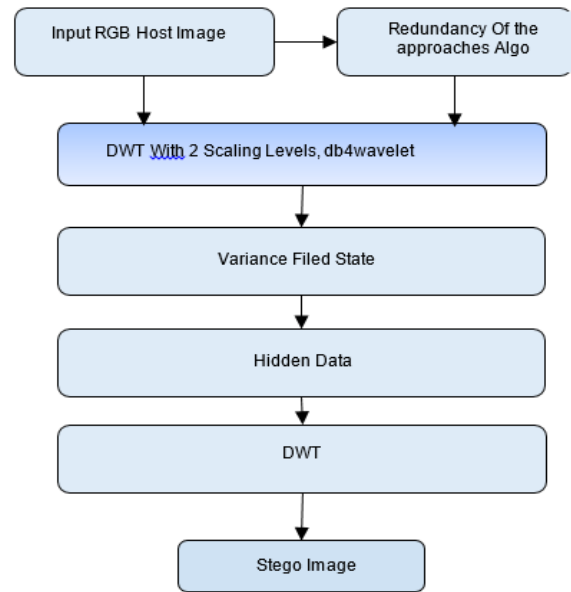 Input RGB Host Image
Redundancy Of the
approaches Algo
DWT With 2 Scaling Levels, db4wavelet
Variance Filed State
Hidden Data
DWT
Stego Image